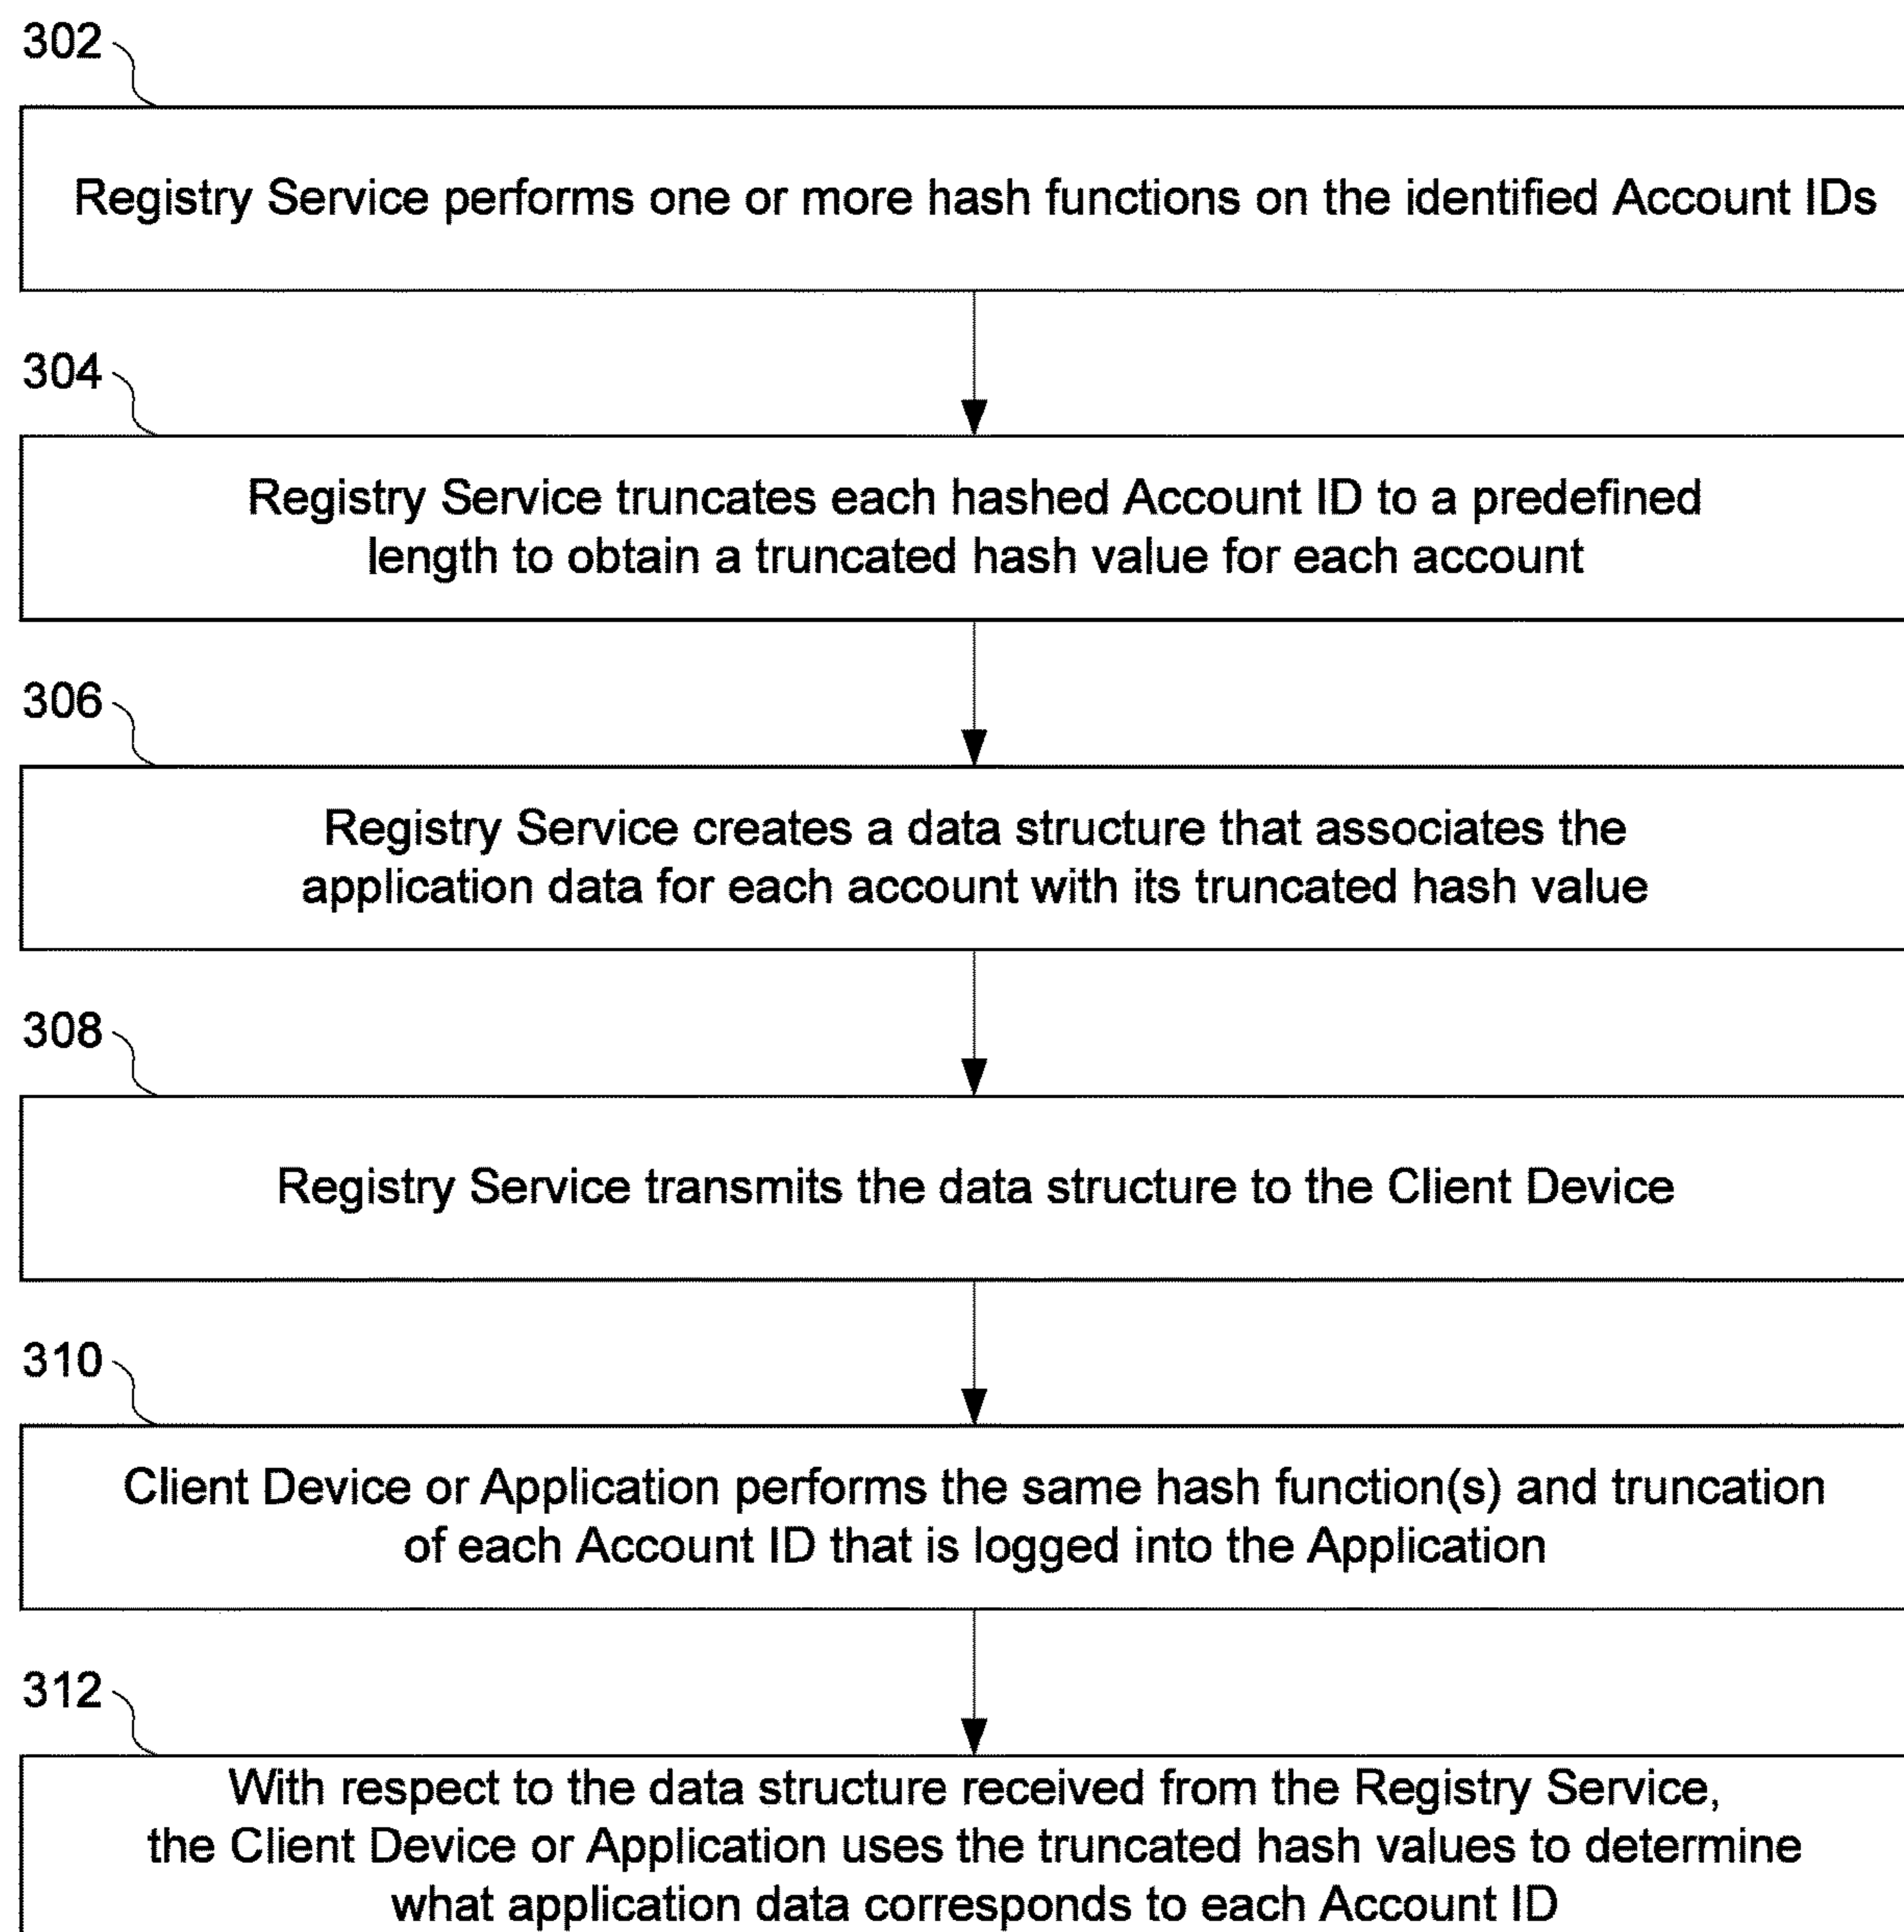 302
Registry Service performs one or more hash functions on the identified Account IDs
304
Registry Service truncates each hashed Account ID to a predefined
length to obtain a truncated hash value for each account
306
Registry Service creates a data structure that associates the
application data for each account with its truncated hash value
308
Registry Service transmits the data structure to the Client Device
310
Client Device or Application performs the same hash function(s) and truncation
of each Account ID that is logged into the Application
312
With respect to the data structure received from the Registry Service,
the Client Device or Application uses the truncated hash values to determine
what application data corresponds to each Account ID